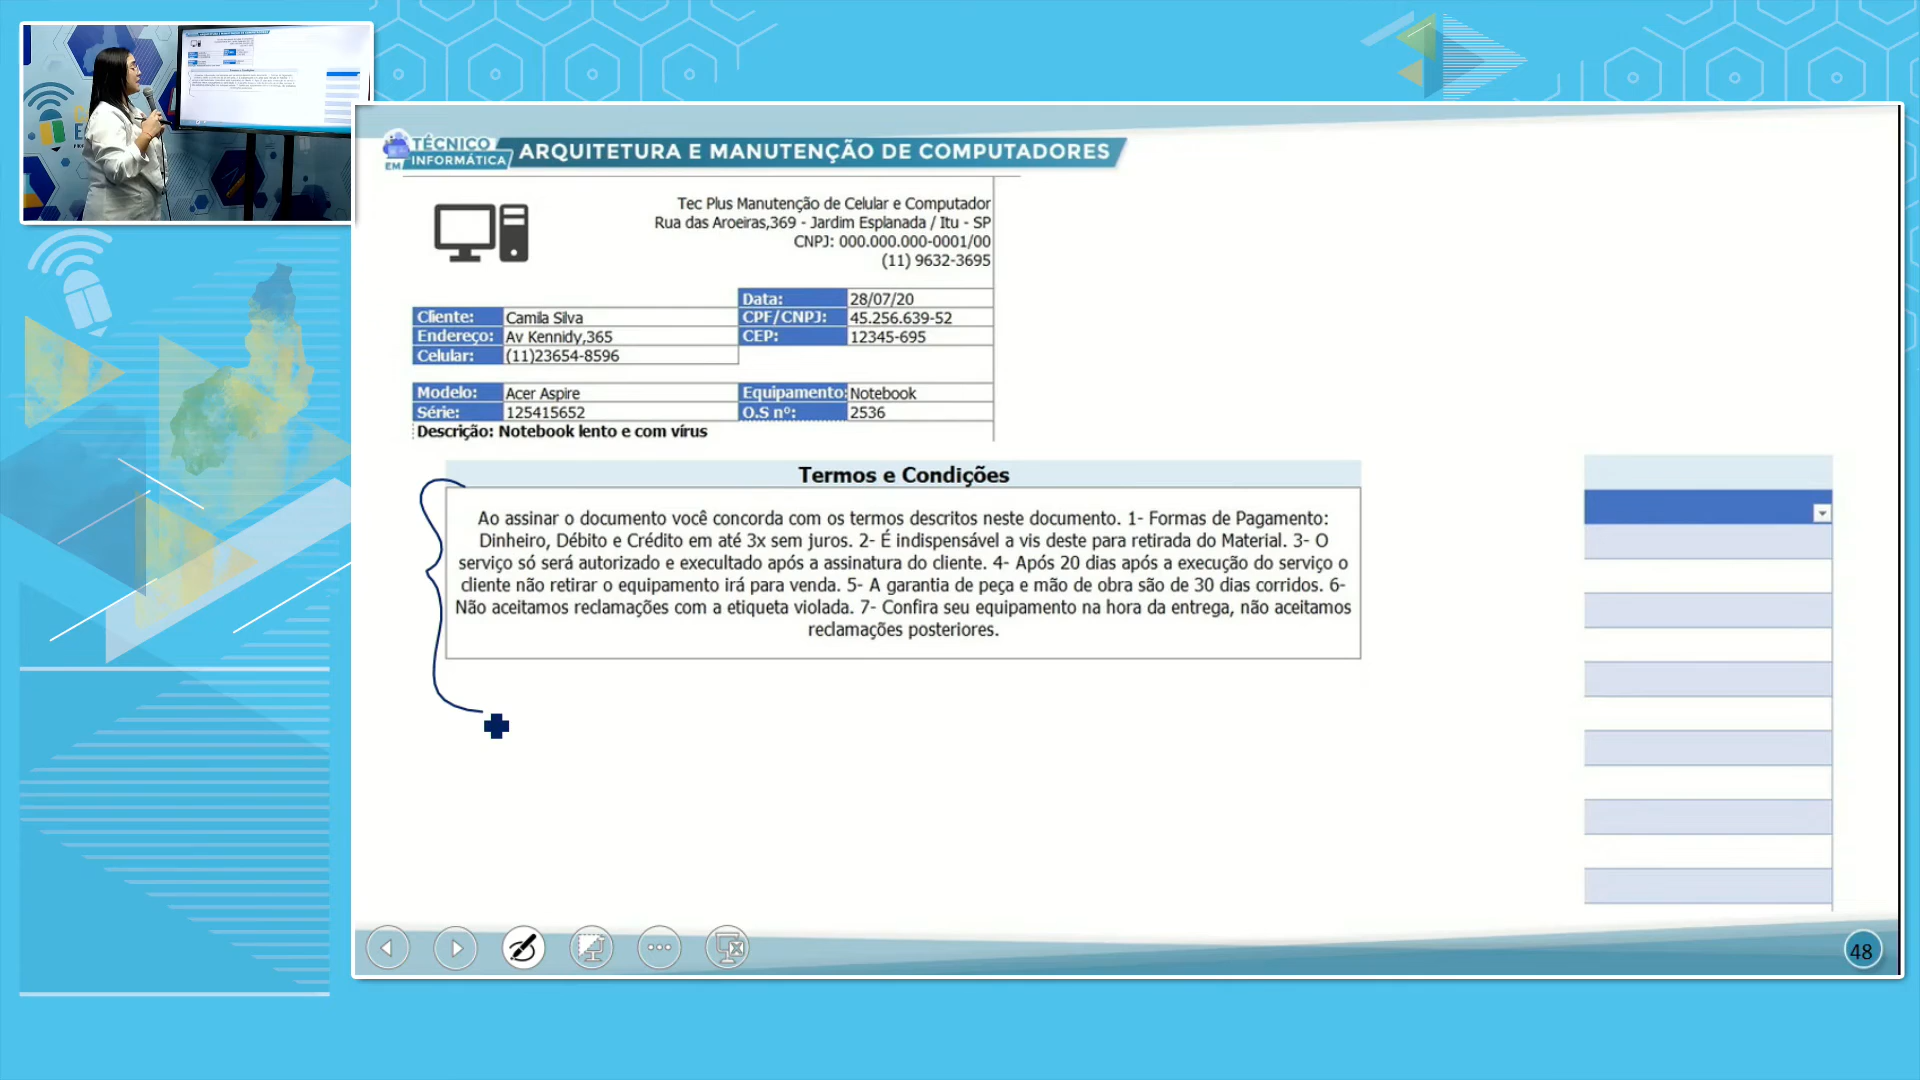 TÉCNICO
EM INFORMÁTICA
ARQUITETURA E MANUTENÇÃO DE COMPUTADORES
Tec Plus Manutenção de Celular e Computador
Rua das Aroeiras,369 - Jardim Esplanada / Itu - SP
CNPJ: 000.000.000-0001/00
(11) 9632-3695
Data: 28/07/20
Cliente: Camila Silva CPF/CNPJ: 45.256.639-52
Endereço: Av Kennidy,365 CEP: 12345-695
Celular: (11)23654-8596
Modelo: Acer Aspire Equipamento: Notebook
Série: 125415652 O.S nº: 2536
Descrição: Notebook lento e com vírus
Termos e Condições
Ao assinar o documento você concorda com os termos descritos neste documento. 1- Formas de Pagamento:
Dinheiro, Débito e Crédito em até 3x sem juros. 2- É indispensável a vis deste para retirada do Material. 3- O
serviço só será autorizado e execultado após a assinatura do cliente. 4- Após 20 dias após a execução do serviço o
cliente não retirar o equipamento irá para venda. 5- A garantia de peça e mão de obra são de 30 dias corridos. 6-
Não aceitamos reclamações com a etiqueta violada. 7- Confira seu equipamento na hora da entrega, não aceitamos
reclamações posteriores.
48